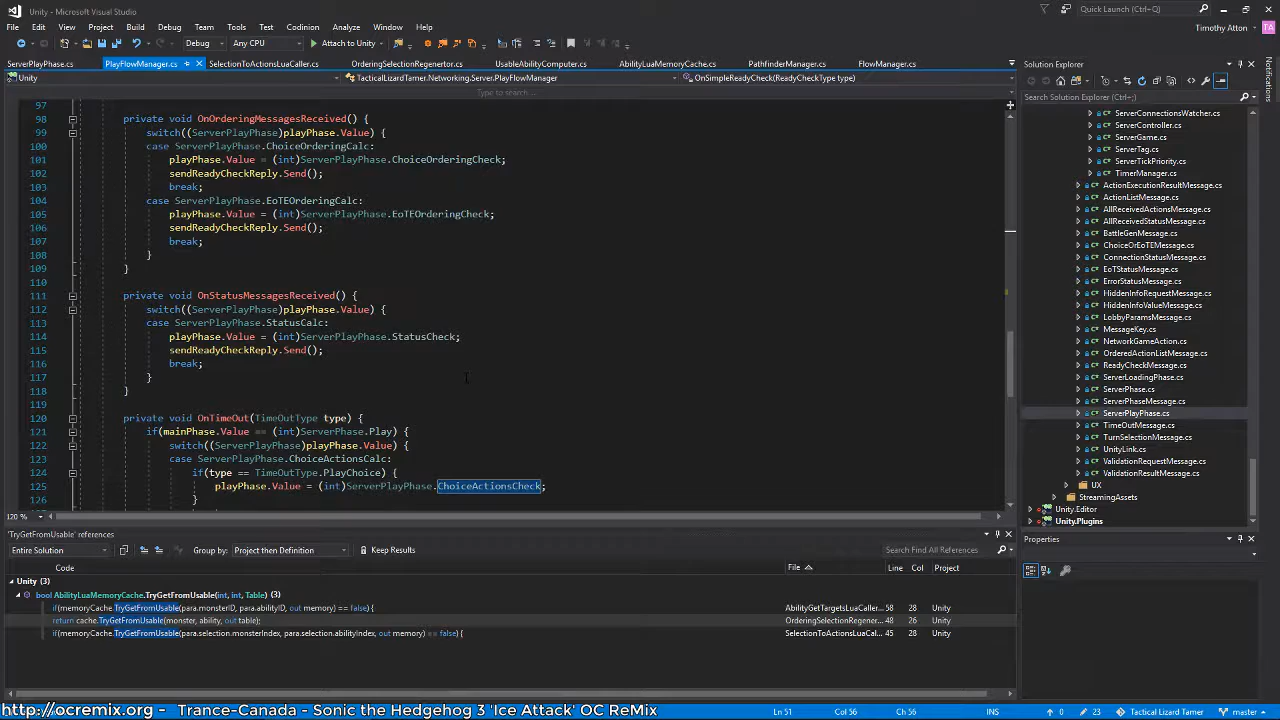 Unity - Microsoft Visual Studio
Quick Launch (Ctrl+Q)
File Edit View Project Build Debug Team Tools Test Codinion Analyze Window Help
Timothy Atton TA
Debug Any CPU Attach to Unity
ServerPlayPhase.cs PlayFlowManager.cs SelectionToActionsLuaCaller.cs OrderingSelectionRegenertor.cs UsableAbilityComputer.cs AbilityLuaMemoryCache.cs PathfinderManager.cs FlowManager.cs
Unity TacticalLizardTamer.Networking.Server.PlayFlowManager OnSimpleReadyCheck(ReadyCheckType type)
Type to search ...
97
98 private void OnOrderingMessagesReceived() {
99 switch((ServerPlayPhase)playPhase.Value) {
100 case ServerPlayPhase.ChoiceOrderingCalc:
101 playPhase.Value = (int)ServerPlayPhase.ChoiceOrderingCheck;
102 sendReadyCheckReply.Send();
103 break;
104 case ServerPlayPhase.EoTEOrderingCalc:
105 playPhase.Value = (int)ServerPlayPhase.EoTEOrderingCheck;
106 sendReadyCheckReply.Send();
107 break;
108 }
109 }
110
111 private void OnStatusMessagesReceived() {
112 switch((ServerPlayPhase)playPhase.Value) {
113 case ServerPlayPhase.StatusCalc:
114 playPhase.Value = (int)ServerPlayPhase.StatusCheck;
115 sendReadyCheckReply.Send();
116 break;
117 }
118 }
119
120 private void OnTimeOut(TimeOutType type) {
121 if(mainPhase.Value == (int)ServerPhase.Play) {
122 switch((ServerPlayPhase)playPhase.Value) {
123 case ServerPlayPhase.ChoiceActionsCalc:
124 if(type == TimeOutType.PlayChoice) {
125 playPhase.Value = (int)ServerPlayPhase.ChoiceActionsCheck;
126 }
120 %
'TryGetFromUsable' references
Entire Solution Group by: Project then Definition Keep Results Search Find All References
Code File Line Col Project
Unity (3)
bool AbilityLuaMemoryCache.TryGetFromUsable(int, int, Table) (3)
if(memoryCache.TryGetFromUsable(para.monsterID, para.abilityID, out memory) == false) { AbilityGetTargetsLuaCaller... 58 28 Unity
return cache.TryGetFromUsable(monster, ability, out table); OrderingSelectionRegener... 48 26 Unity
if(memoryCache.TryGetFromUsable(para.selection.monsterIndex, para.selection.abilityIndex, out memory) == false) { SelectionToActionsLuaCal... 45 28 Unity
Solution Explorer
Search Solution Explorer (Ctrl+;)
ServerConnectionsWatcher.cs
ServerController.cs
ServerGame.cs
ServerTag.cs
ServerTickPriority.cs
TimerManager.cs
ActionExecutionResultMessage.cs
ActionListMessage.cs
AllReceivedActionsMessage.cs
AllReceivedStatusMessage.cs
BattleGenMessage.cs
ChoiceOrEoTEMessage.cs
ConnectionStatusMessage.cs
EoTStatusMessage.cs
ErrorStatusMessage.cs
HiddenInfoRequestMessage.cs
HiddenInfoValueMessage.cs
LobbyParamsMessage.cs
MessageKey.cs
NetworkGameAction.cs
OrderedActionListMessage.cs
ReadyCheckMessage.cs
ServerLoadingPhase.cs
ServerPhase.cs
ServerPhaseMessage.cs
ServerPlayPhase.cs
TimeOutMessage.cs
TurnSelectionMessage.cs
UnityLink.cs
ValidationRequestMessage.cs
ValidationResultMessage.cs
UX
StreamingAssets
Unity.Editor
Unity.Plugins
Properties
Notifications
http://ocremix.org - Trance-Canada - Sonic the Hedgehog 3 'Ice Attack' OC ReMix
Ln 51 Col 56 Ch 56 INS 0 23 Tactical Lizard Tamer master